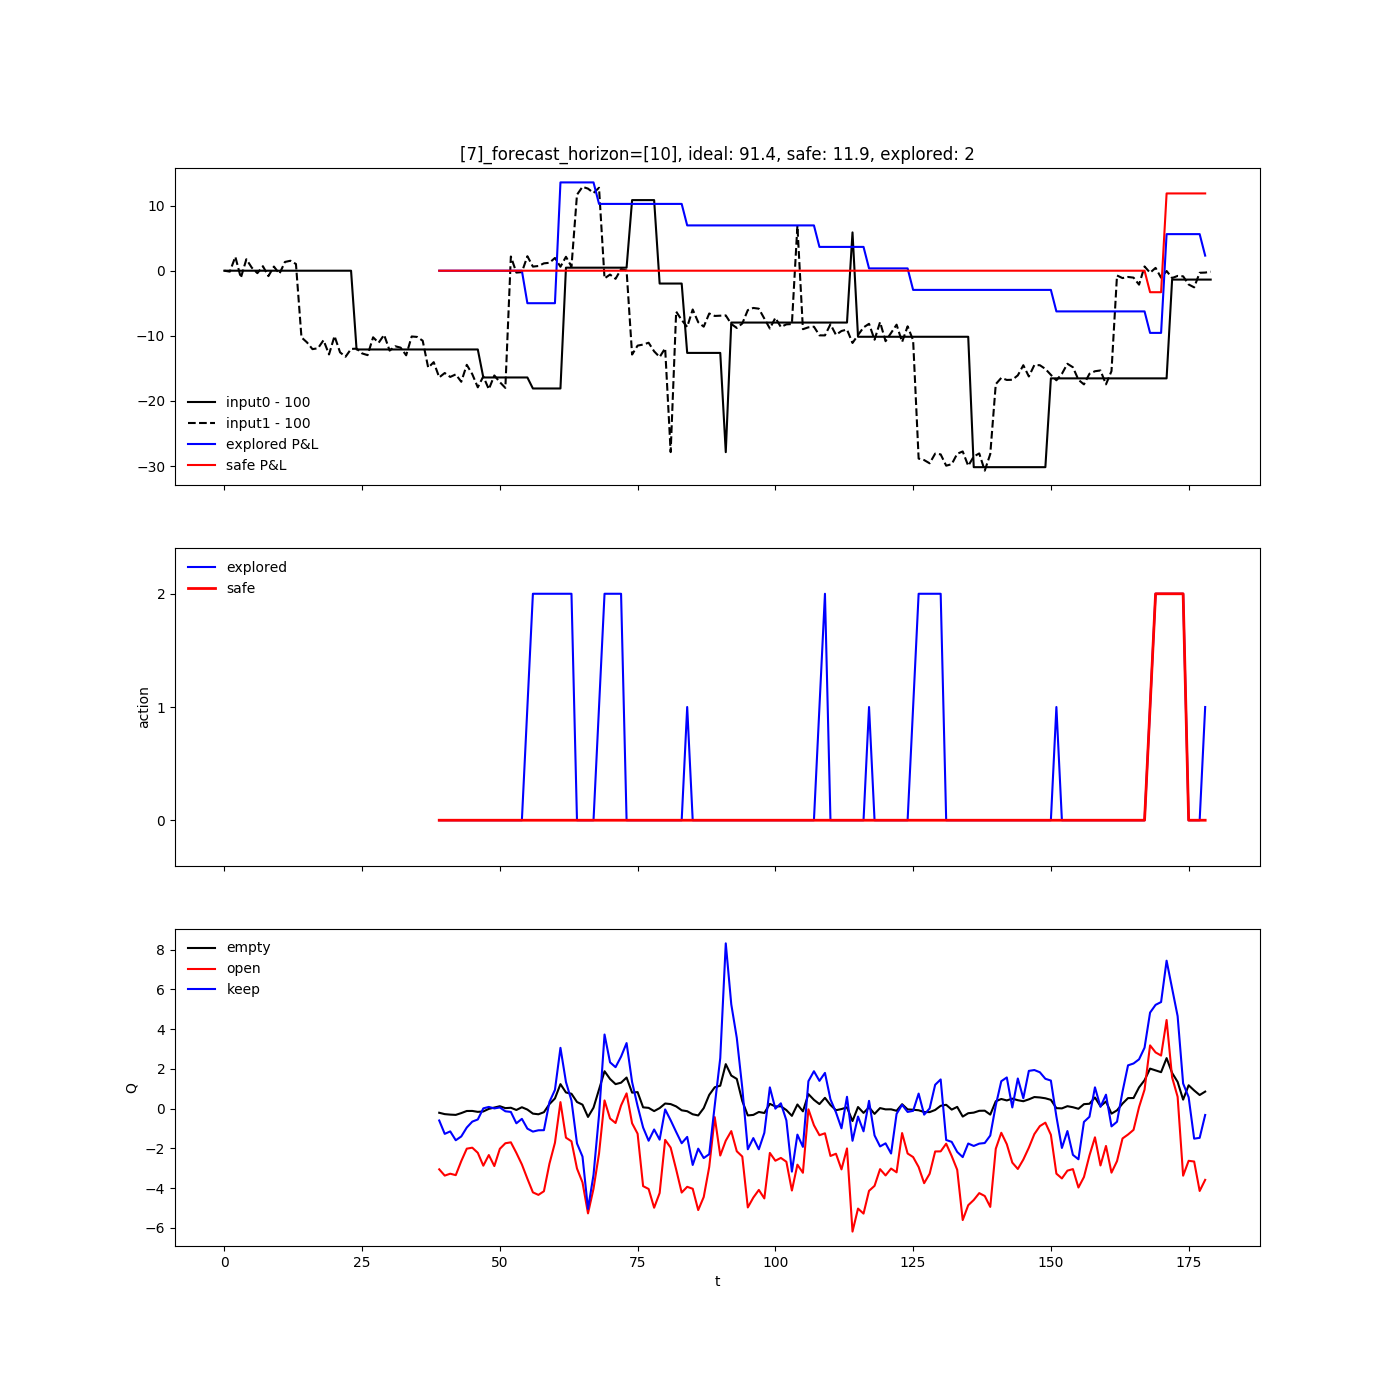 [7]_forecast_horizon=[10], ideal: 91.4, safe: 11.9, explored: 2
10
0
−10
−20
−30
input0 - 100
input1 - 100
explored P&L
safe P&L
2
1
0
action
explored
safe
8
6
4
2
0
−2
−4
−6
Q
empty
open
keep
0 25 50 75 100 125 150 175
t